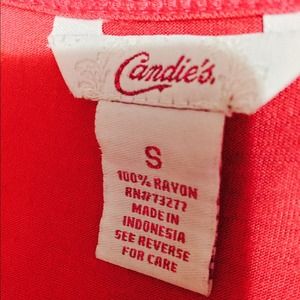 Candie's.
S
100% RAYON
RN#73277
MADE IN
INDONESIA
SEE REVERSE
FOR CARE